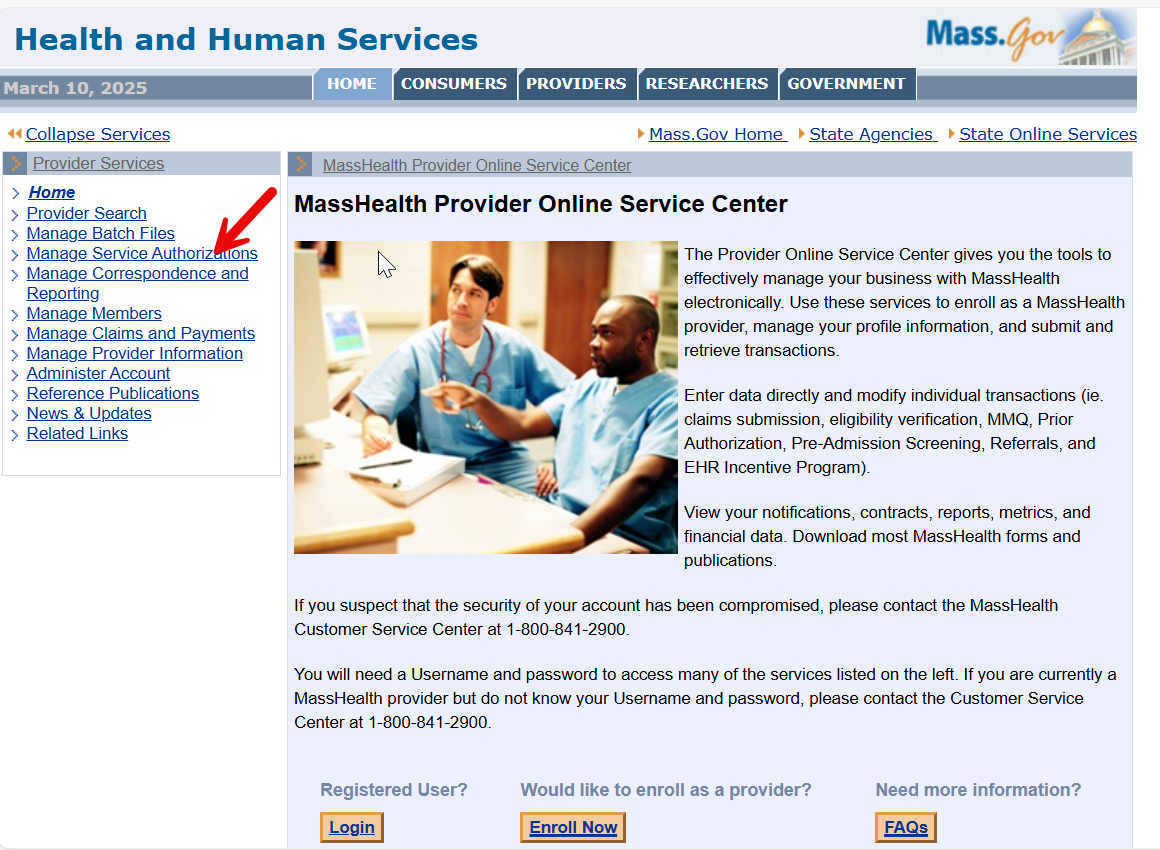 Health and Human Services
Mass.Gov
March 10, 2025
HOME
CONSUMERS
PROVIDERS
RESEARCHERS
GOVERNMENT
Collapse Services
Mass.Gov Home
State Agencies
State Online Services
Provider Services
Home
Provider Search
Manage Batch Files
Manage Service Authorizations
Manage Correspondence and
Reporting
Manage Members
Manage Claims and Payments
Manage Provider Information
Administer Account
Reference Publications
News & Updates
Related Links
MassHealth Provider Online Service Center
MassHealth Provider Online Service Center
The Provider Online Service Center gives you the tools to
effectively manage your business with MassHealth
electronically. Use these services to enroll as a MassHealth
provider, manage your profile information, and submit and
retrieve transactions.
Enter data directly and modify individual transactions (ie.
claims submission, eligibility verification, MMQ, Prior
Authorization, Pre-Admission Screening, Referrals, and
EHR Incentive Program).
View your notifications, contracts, reports, metrics, and
financial data. Download most MassHealth forms and
publications.
If you suspect that the security of your account has been compromised, please contact the MassHealth
Customer Service Center at 1-800-841-2900.
You will need a Username and password to access many of the services listed on the left. If you are currently a
MassHealth provider but do not know your Username and password, please contact the Customer Service
Center at 1-800-841-2900.
Registered User?
Login
Would like to enroll as a provider?
Enroll Now
Need more information?
FAQs